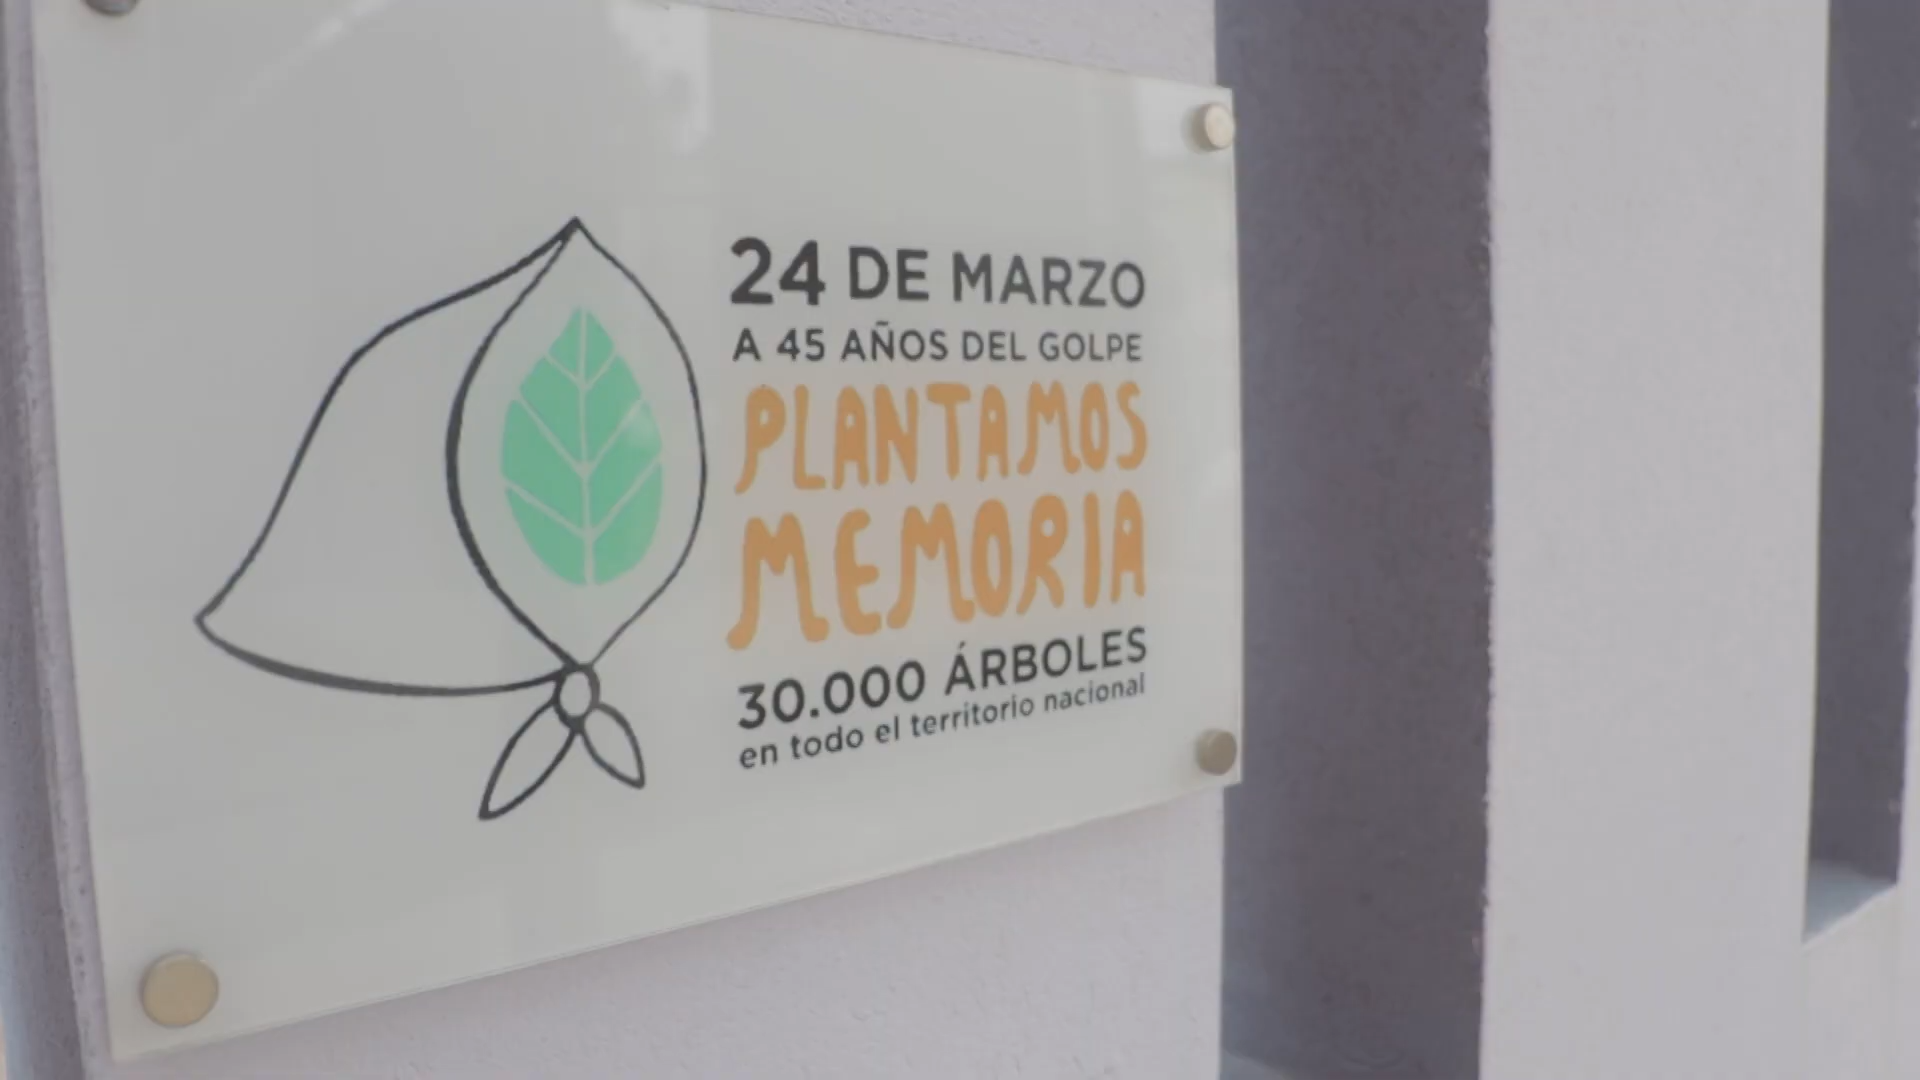 24 DE MARZO
A 45 AÑOS DEL GOLPE
PLANTAMOS
MEMORIA
30.000 ÁRBOLES
en todo el territorio nacional